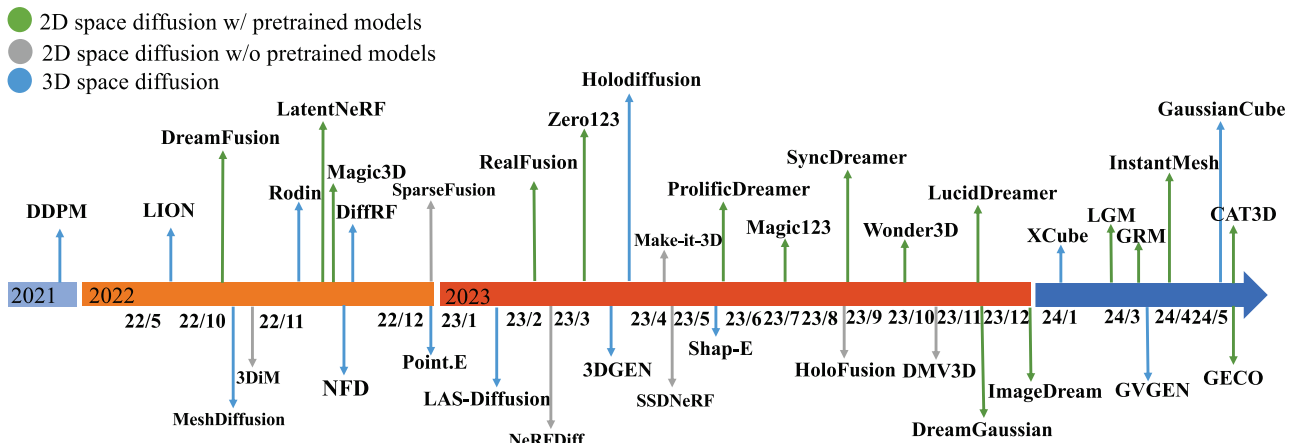 2D space diffusion w/ pretrained models
2D space diffusion w/o pretrained models
3D space diffusion
Holodiffusion
LatentNeRF
GaussianCube
Zero123
DreamFusion
SyncDreamer
RealFusion
InstantMesh
Magic3D
SparseFusion
ProlificDreamer
LucidDreamer
Rodin
DDPM
LION
DiffRF
Magic123
Wonder3D
LGM
CAT3D
Make-it-3D
XCube
GRM
2021
2022
2023
22/5
22/10
22/11
22/12
23/1
23/2
23/3
23/4
23/5
23/6
23/7
23/8
23/9
23/10
23/11
23/12
24/1
24/3
24/4
24/5
Shap-E
Point.E
3DGEN
HoloFusion
DMV3D
3DiM
NFD
GECO
ImageDream
GVGEN
LAS-Diffusion
SSDNeRF
MeshDiffusion
DreamGaussian
NeRFDiff